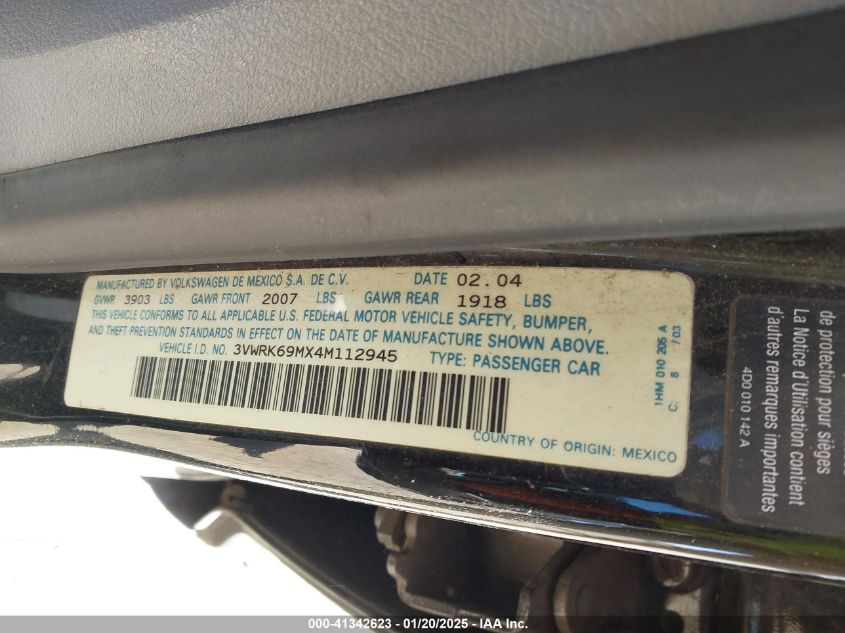 MANUFACTURED BY VOLKSWAGEN DE MEXICO S.A. DE C.V. DATE 02.04
GVWR 3903 LBS GAWR FRONT 2007 LBS GAWR REAR 1918 LBS
THIS VEHICLE CONFORMS TO ALL APPLICABLE U.S. FEDERAL MOTOR VEHICLE SAFETY, BUMPER,
AND THEFT PREVENTION STANDARDS IN EFFECT ON THE DATE OF MANUFACTURE SHOWN ABOVE.
VEHICLE I.D. NO. 3VWRK69MX4M112945 TYPE: PASSENGER CAR
COUNTRY OF ORIGIN: MEXICO
1HM 010 205 A
C: 8 / 03
de protection pour sièges
La Notice d'Utilisation contient
d'autres remarques importantes.
4D0 010 142 A
000-41342623 - 01/20/2025 - IAA Inc.